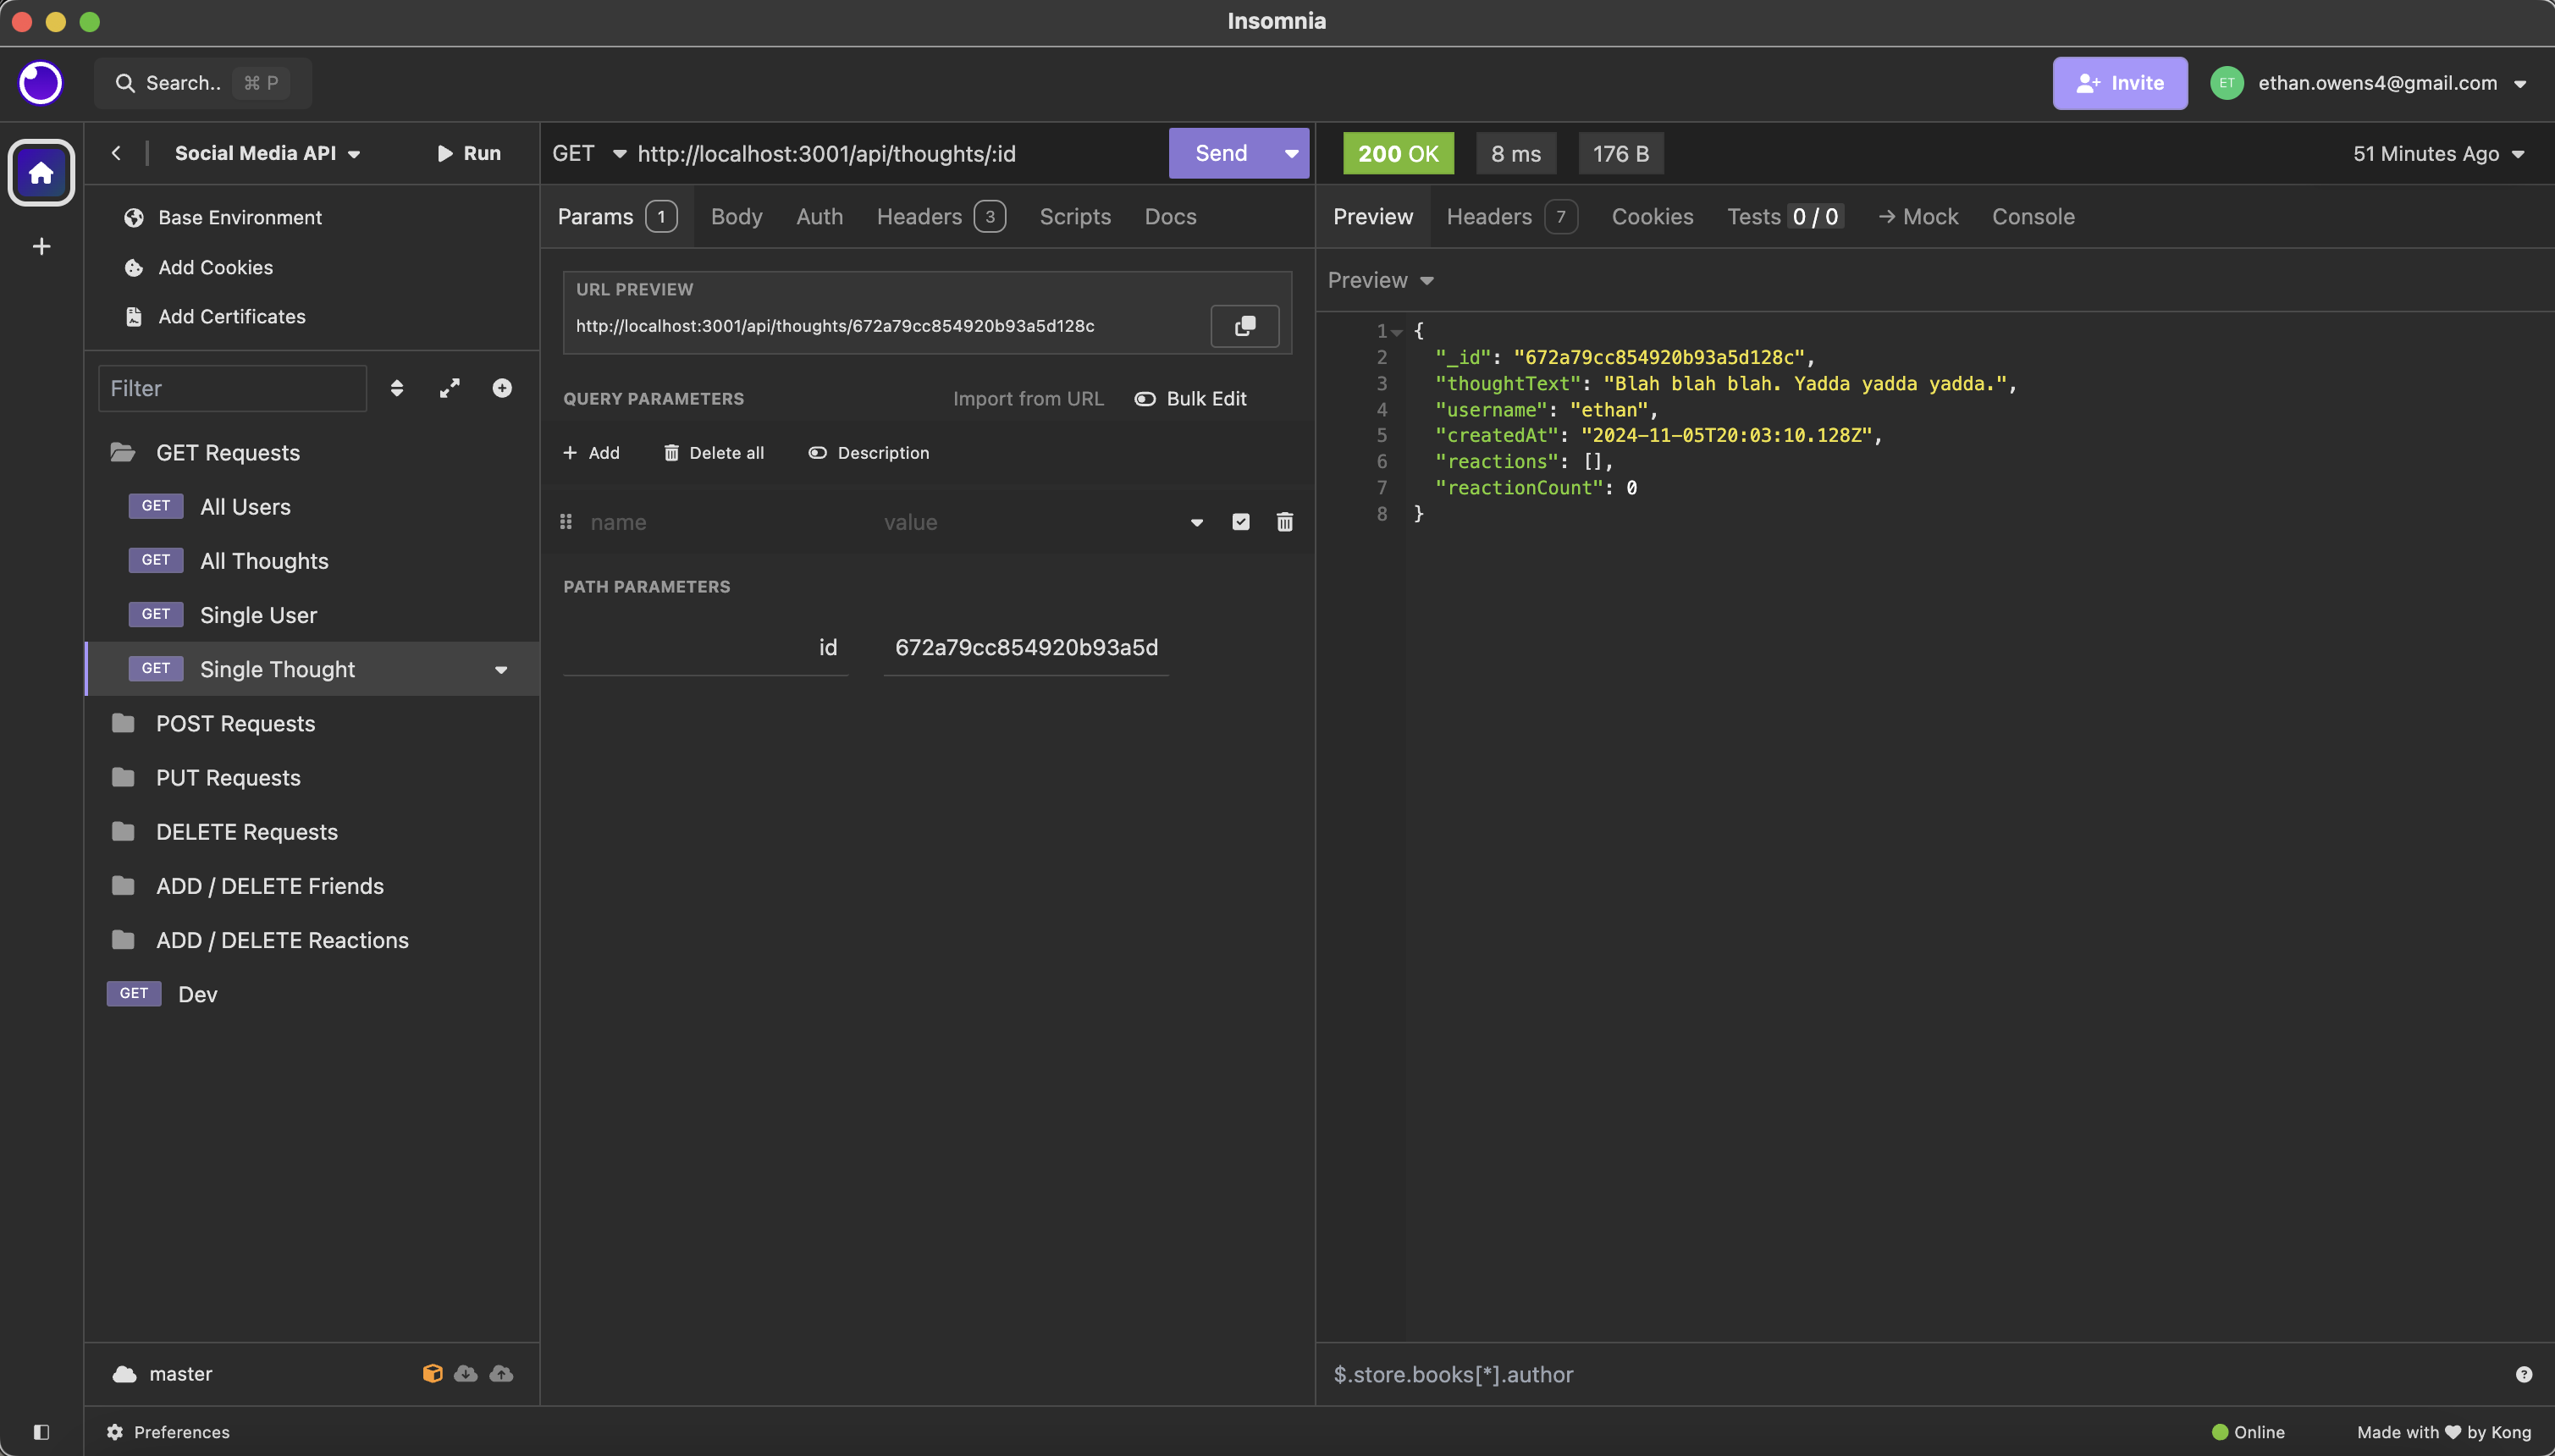 Insomnia
Search.. ⌘ P
Invite
ET
ethan.owens4@gmail.com
Social Media API
Run
Base Environment
Add Cookies
Add Certificates
Filter
GET Requests
GET All Users
GET All Thoughts
GET Single User
GET Single Thought
POST Requests
PUT Requests
DELETE Requests
ADD / DELETE Friends
ADD / DELETE Reactions
GET Dev
master
Preferences
GET http://localhost:3001/api/thoughts/:id
Send
Params 1 Body Auth Headers 3 Scripts Docs
URL PREVIEW
http://localhost:3001/api/thoughts/672a79cc854920b93a5d128c
QUERY PARAMETERS Import from URL Bulk Edit
+ Add Delete all Description
name value
PATH PARAMETERS
id 672a79cc854920b93a5d
200 OK 8 ms 176 B 51 Minutes Ago
Preview Headers 7 Cookies Tests 0 / 0 → Mock Console
Preview
1 {
2 "_id": "672a79cc854920b93a5d128c",
3 "thoughtText": "Blah blah blah. Yadda yadda yadda.",
4 "username": "ethan",
5 "createdAt": "2024-11-05T20:03:10.128Z",
6 "reactions": [],
7 "reactionCount": 0
8 }
$.store.books[*].author
?
Online
Made with ♥ by Kong